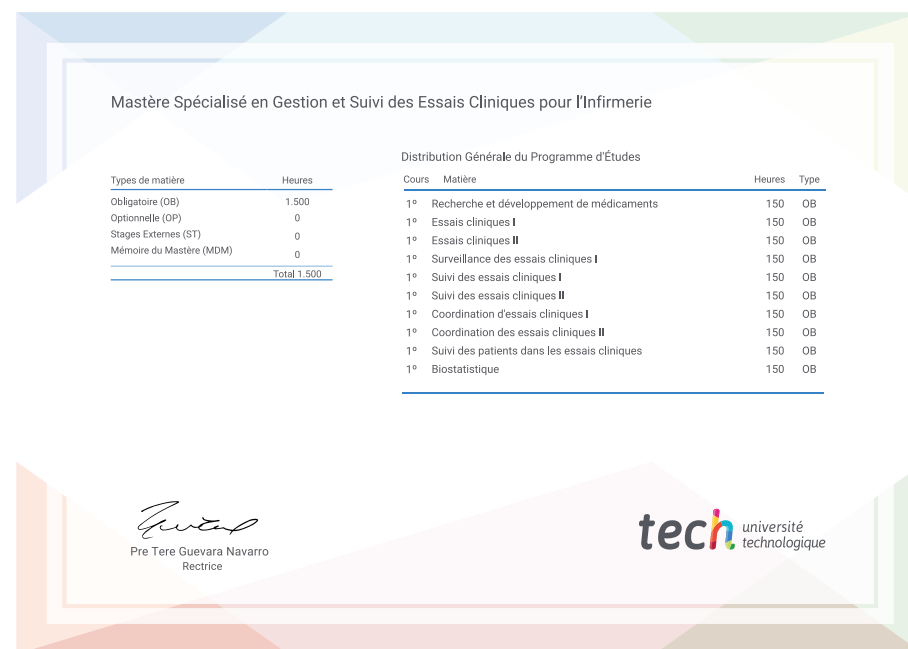 Mastère Spécialisé en Gestion et Suivi des Essais Cliniques pour l'Infirmerie
Types de matière Heures
Obligatoire (OB) 1.500
Optionnelle (OP) 0
Stages Externes (ST) 0
Mémoire du Mastère (MDM) 0
Total 1.500
Distribution Générale du Programme d'Études
Cours Matière Heures Type
1º Recherche et développement de médicaments 150 OB
1º Essais cliniques I 150 OB
1º Essais cliniques II 150 OB
1º Surveillance des essais cliniques I 150 OB
1º Suivi des essais cliniques I 150 OB
1º Suivi des essais cliniques II 150 OB
1º Coordination d'essais cliniques I 150 OB
1º Coordination des essais cliniques II 150 OB
1º Suivi des patients dans les essais cliniques 150 OB
1º Biostatistique 150 OB
Pre Tere Guevara Navarro
Rectrice
tech université
technologique